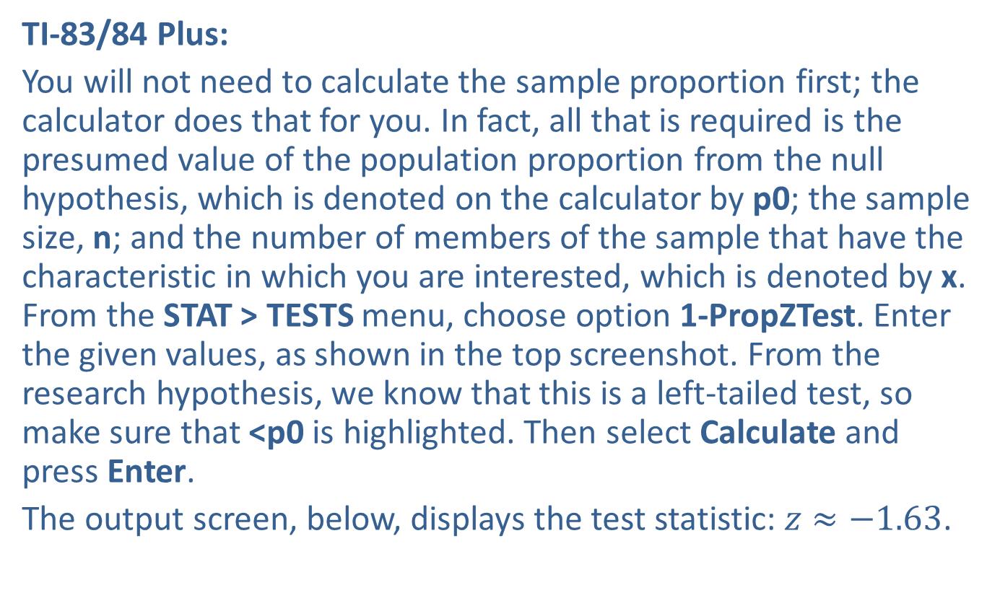 TI-83/84 Plus:
You will not need to calculate the sample proportion first; the
calculator does that for you. In fact, all that is required is the
presumed value of the population proportion from the null
hypothesis, which is denoted on the calculator by p0; the sample
size, n; and the number of members of the sample that have the
characteristic in which you are interested, which is denoted by x.
From the STAT > TESTS menu, choose option 1-PropZTest. Enter
the given values, as shown in the top screenshot. From the
research hypothesis, we know that this is a left-tailed test, so
make sure that <p0 is highlighted. Then select Calculate and
press Enter.
The output screen, below, displays the test statistic: z ≈ −1.63.